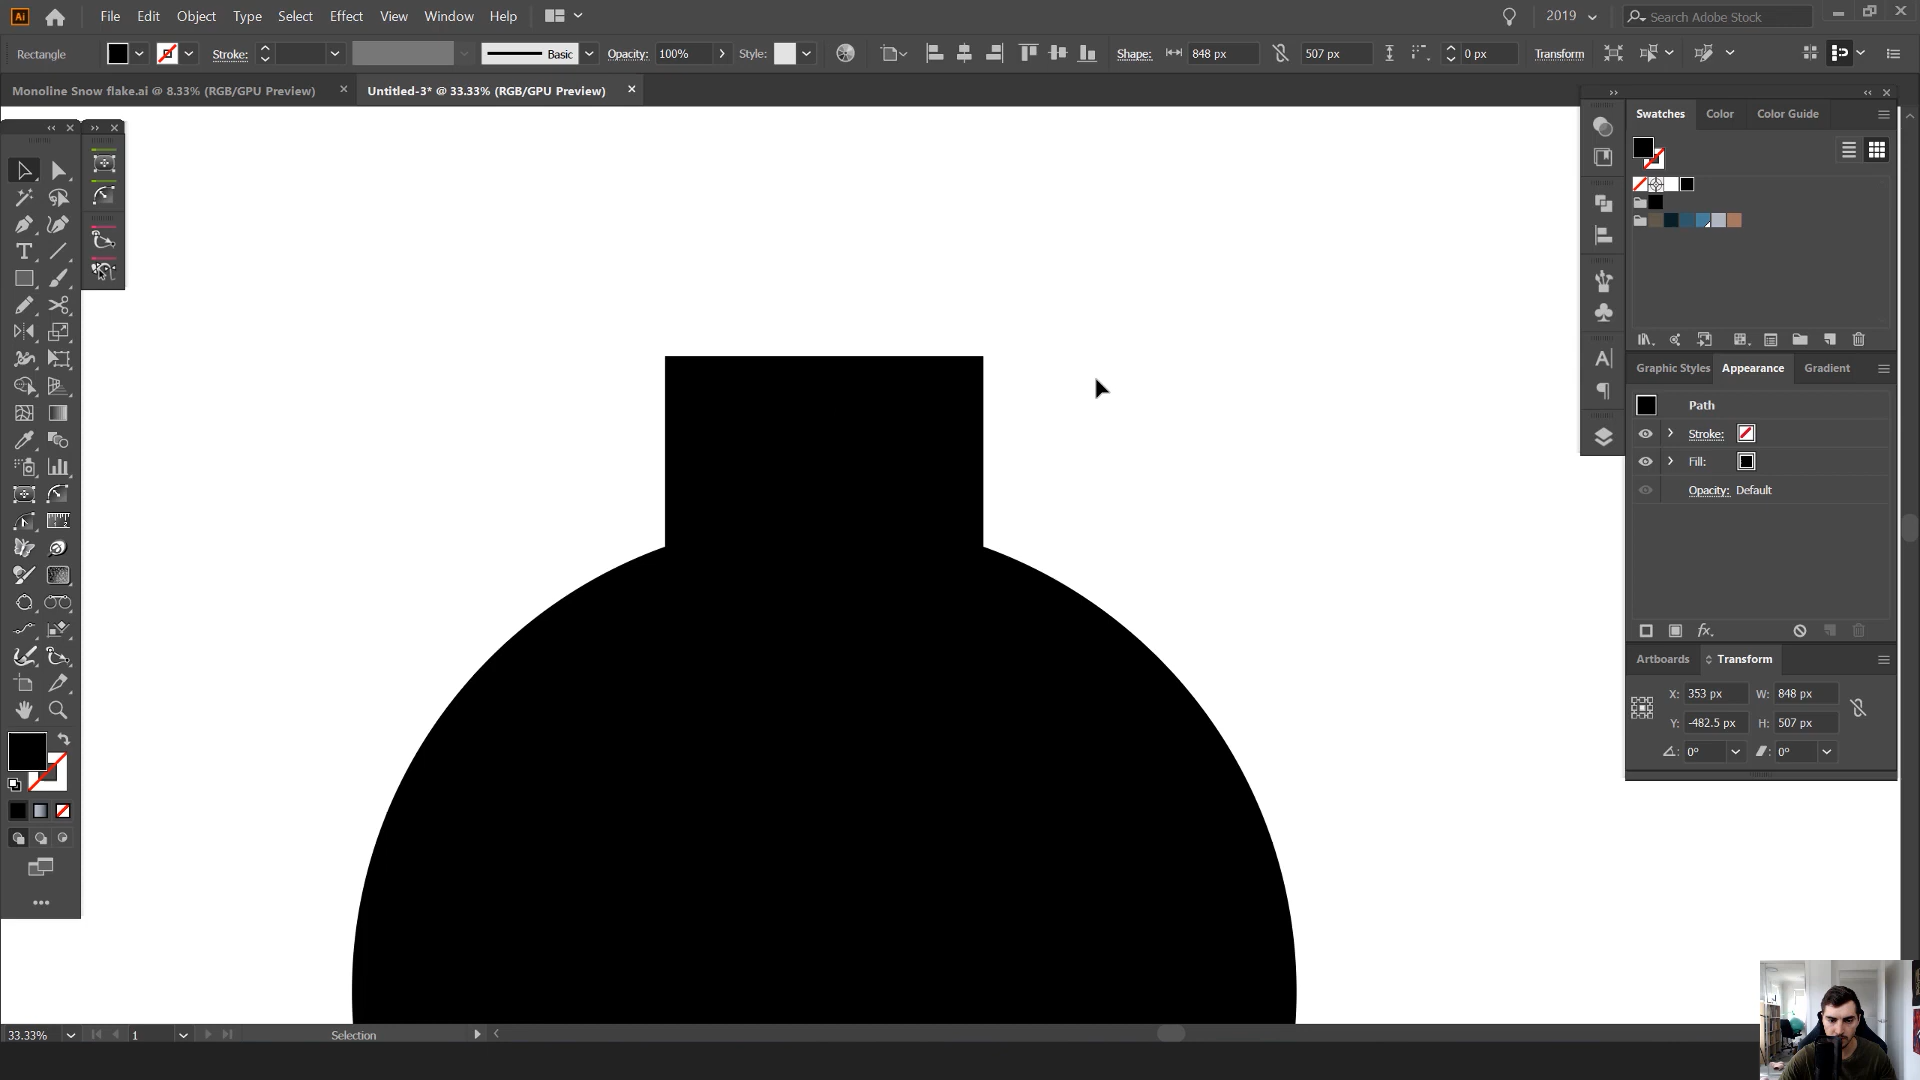 Ai File Edit Object Type Select Effect View Window Help 2019 Search Adobe Stock
Rectangle Stroke: Basic Opacity: 100% Style: Shape: 848 px 507 px 0 px Transform
Monoline Snow flake.ai @ 8.33% (RGB/GPU Preview) Untitled-3* @ 33.33% (RGB/GPU Preview)
Swatches Color Color Guide
Graphic Styles Appearance Gradient
Path
Stroke:
Fill:
Opacity: Default
fx
Artboards Transform
X: 353 px W: 848 px
Y: -482.5 px H: 507 px
0° 0°
33.33% 1 Selection